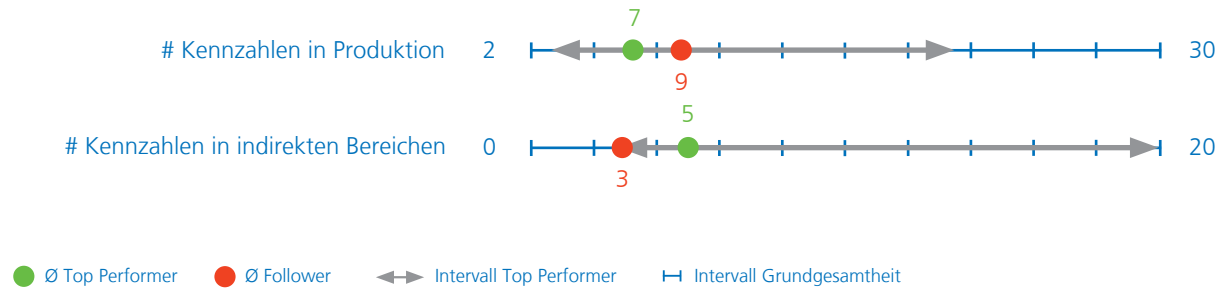 7
# Kennzahlen in Produktion 2 30
9
5
# Kennzahlen in indirekten Bereichen 0 20
3
Ø Top Performer Ø Follower Intervall Top Performer Intervall Grundgesamtheit